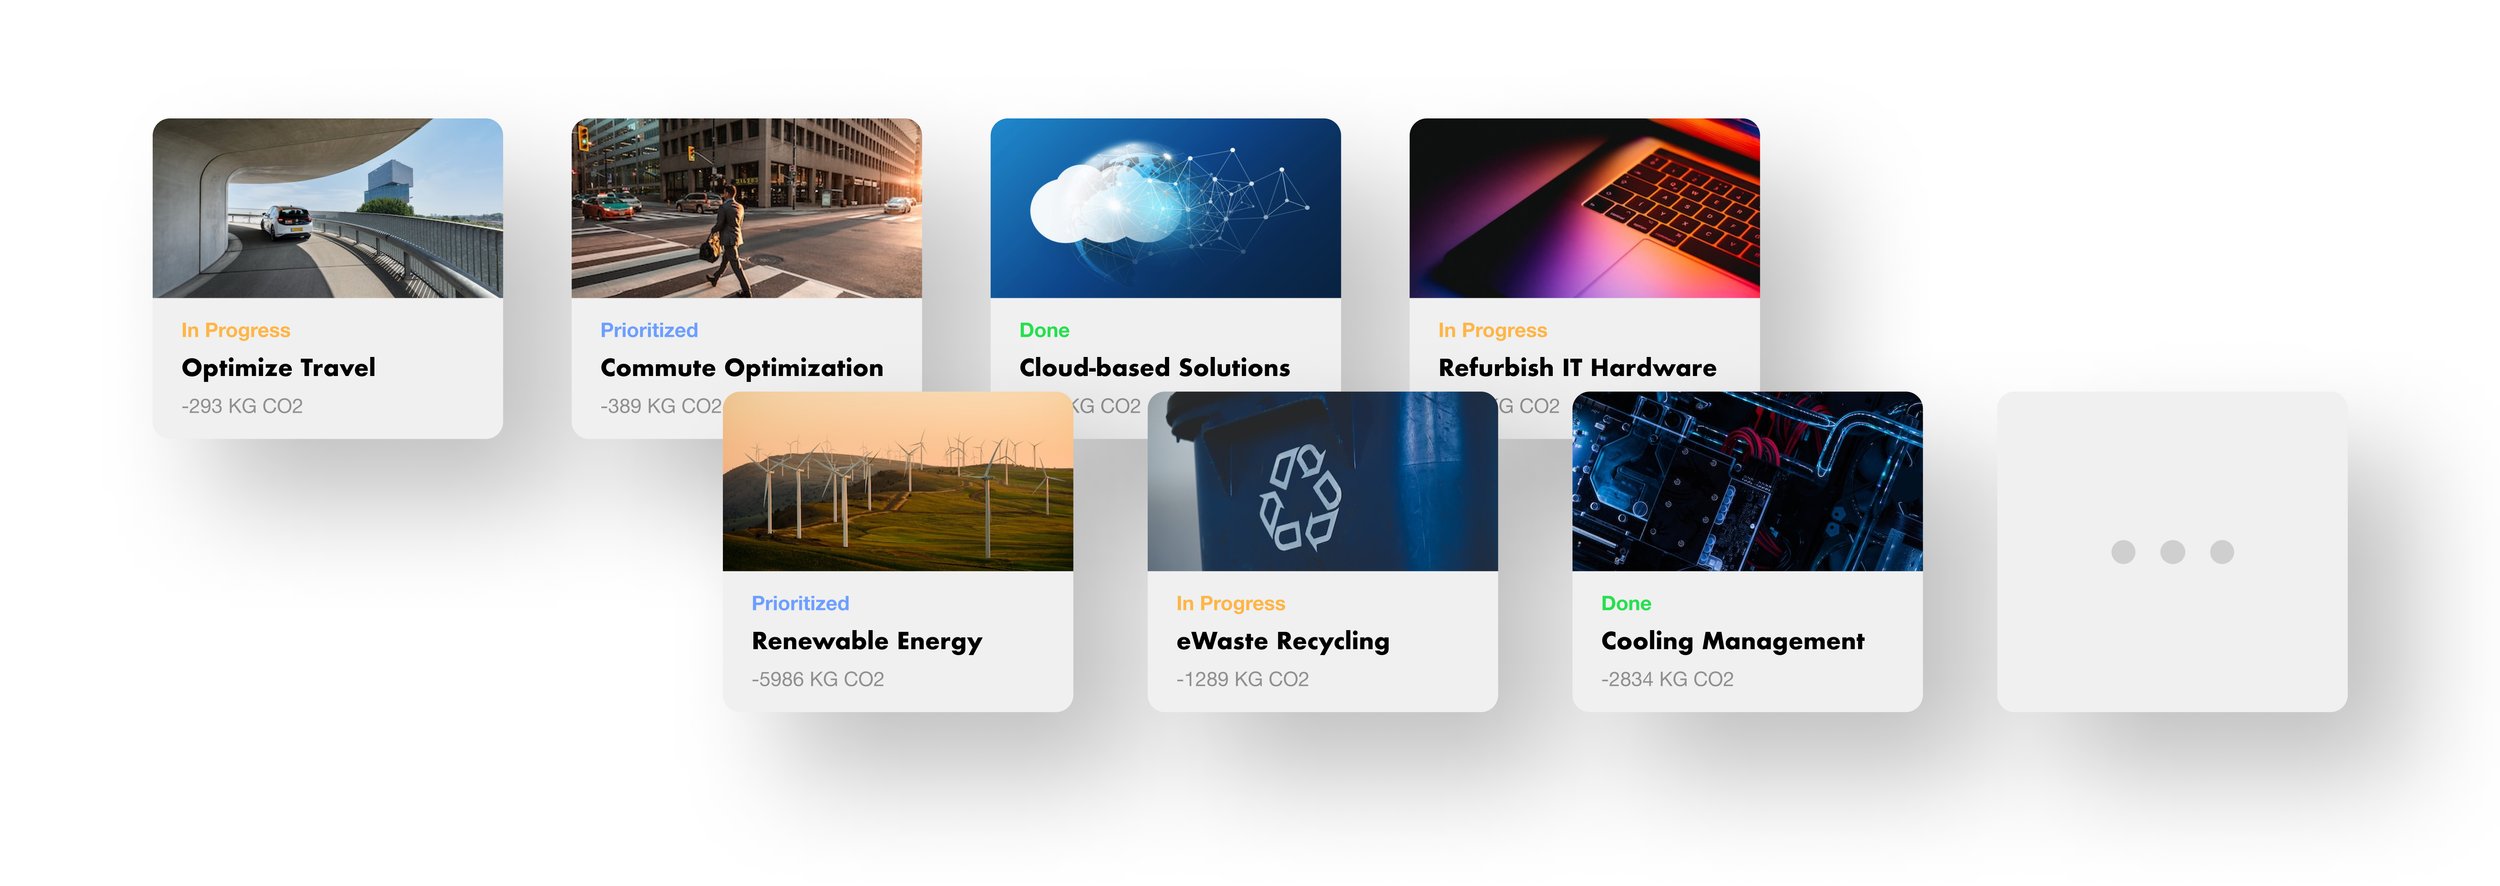 In Progress
Optimize Travel
-293 KG CO2
Prioritized
Commute Optimization
-389 KG CO2
Done
Cloud-based Solutions
KG CO2
In Progress
Refurbish IT Hardware
CO2
Prioritized
Renewable Energy
-5986 KG CO2
In Progress
eWaste Recycling
-1289 KG CO2
Done
Cooling Management
-2834 KG CO2